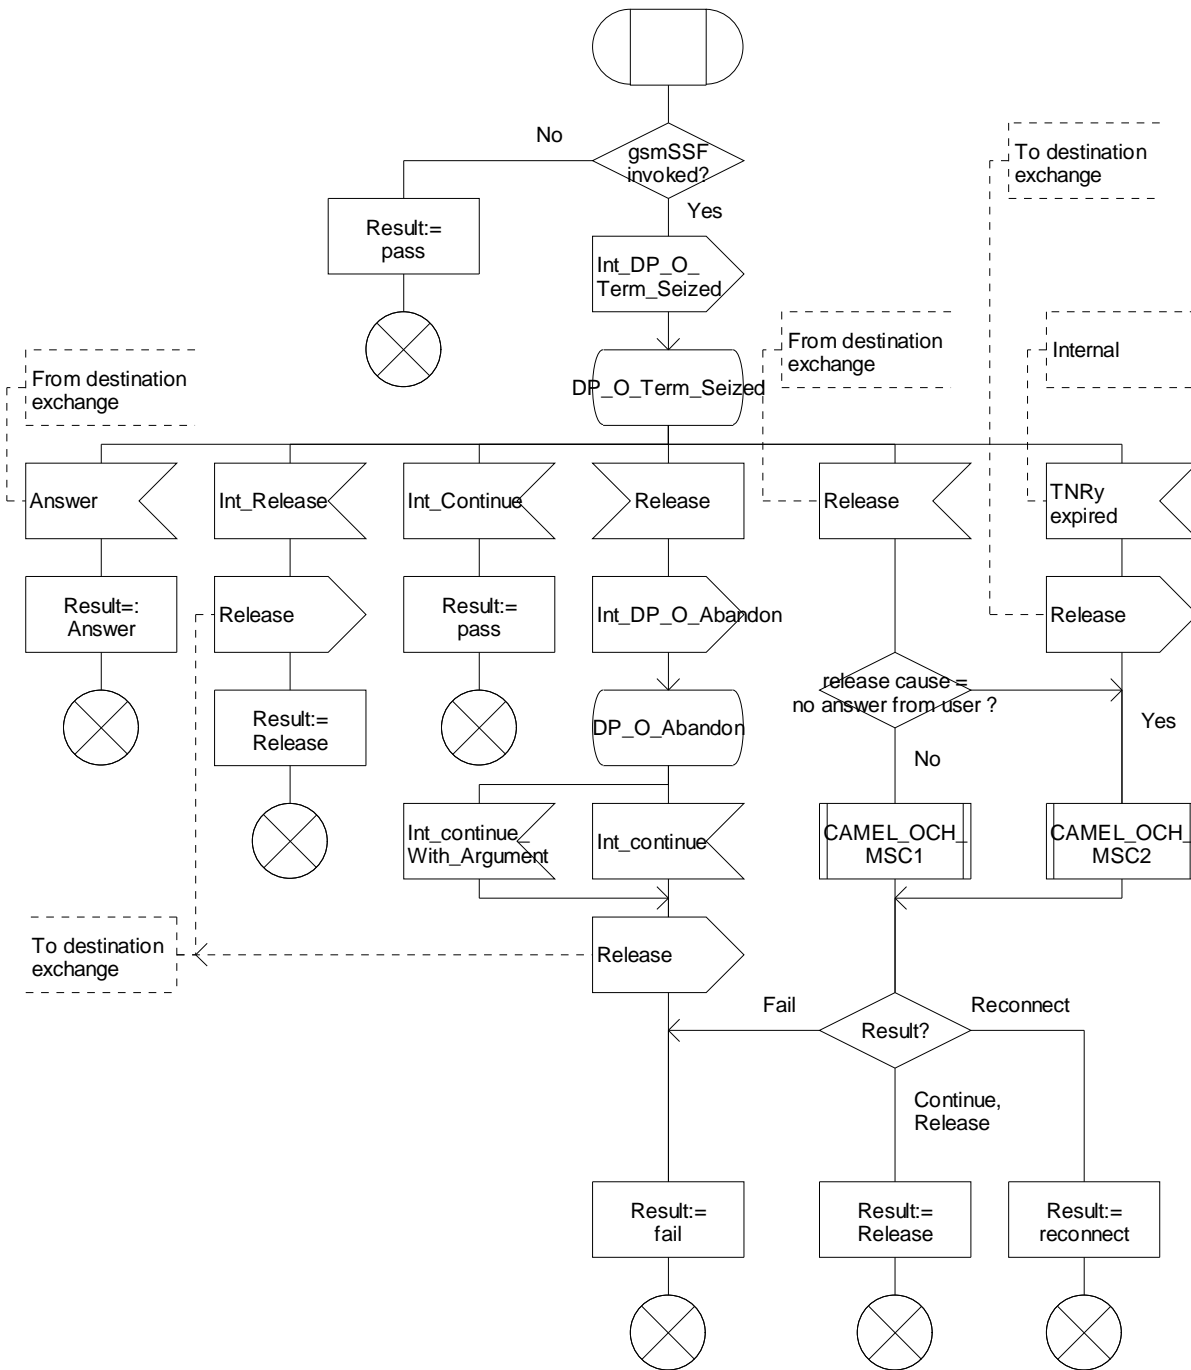 No
gsmSSF
invoked?
To destination
exchange
Yes
Result:=
pass
Int_DP_O_
Term_Seized
From destination
exchange
Internal
From destination
exchange
DP_O_Term_Seized
Answer
Int_Release
Int_Continue
Release
Release
TNRy
expired
Result=:
Answer
Release
Result:=
pass
Int_DP_O_Abandon
Release
release cause =
no answer from user ?
Result:=
Release
DP_O_Abandon
Yes
No
Int_continue_
With_Argument
Int_continue
CAMEL_OCH_
MSC1
CAMEL_OCH_
MSC2
To destination
exchange
Release
Fail
Reconnect
Result?
Continue,
Release
Result:=
fail
Result:=
Release
Result:=
reconnect